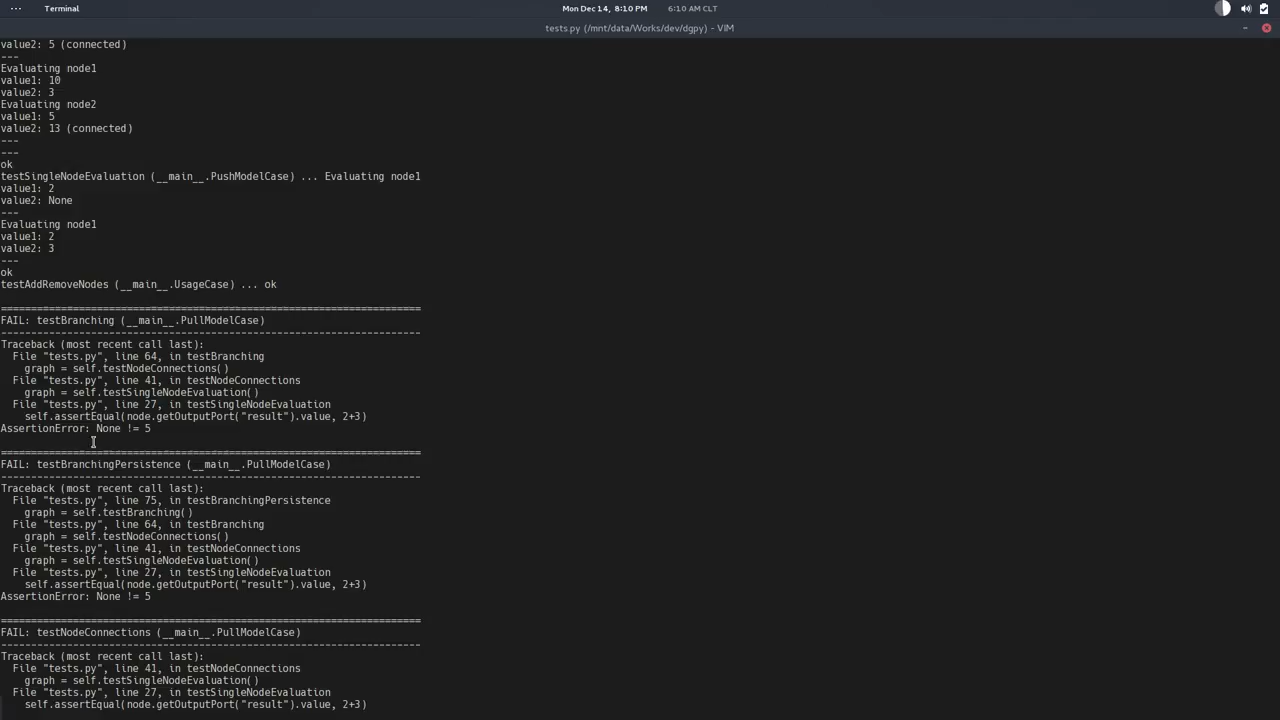 Terminal
Mon Dec 14, 8:10 PM
6:10 AM CLT
tests.py (/mnt/data/Works/dev/dgpy) - VIM
value2: 5 (connected)
---
Evaluating node1
value1: 10
value2: 3
Evaluating node2
value1: 5
value2: 13 (connected)
---
---
ok
testSingleNodeEvaluation (__main__.PushModelCase) ... Evaluating node1
value1: 2
value2: None
---
Evaluating node1
value1: 2
value2: 3
---
ok
testAddRemoveNodes (__main__.UsageCase) ... ok
======================================================================
FAIL: testBranching (__main__.PullModelCase)
----------------------------------------------------------------------
Traceback (most recent call last):
  File "tests.py", line 64, in testBranching
    graph = self.testNodeConnections()
  File "tests.py", line 41, in testNodeConnections
    graph = self.testSingleNodeEvaluation()
  File "tests.py", line 27, in testSingleNodeEvaluation
    self.assertEqual(node.getOutputPort("result").value, 2+3)
AssertionError: None != 5
======================================================================
FAIL: testBranchingPersistence (__main__.PullModelCase)
----------------------------------------------------------------------
Traceback (most recent call last):
  File "tests.py", line 75, in testBranchingPersistence
    graph = self.testBranching()
  File "tests.py", line 64, in testBranching
    graph = self.testNodeConnections()
  File "tests.py", line 41, in testNodeConnections
    graph = self.testSingleNodeEvaluation()
  File "tests.py", line 27, in testSingleNodeEvaluation
    self.assertEqual(node.getOutputPort("result").value, 2+3)
AssertionError: None != 5
======================================================================
FAIL: testNodeConnections (__main__.PullModelCase)
----------------------------------------------------------------------
Traceback (most recent call last):
  File "tests.py", line 41, in testNodeConnections
    graph = self.testSingleNodeEvaluation()
  File "tests.py", line 27, in testSingleNodeEvaluation
    self.assertEqual(node.getOutputPort("result").value, 2+3)